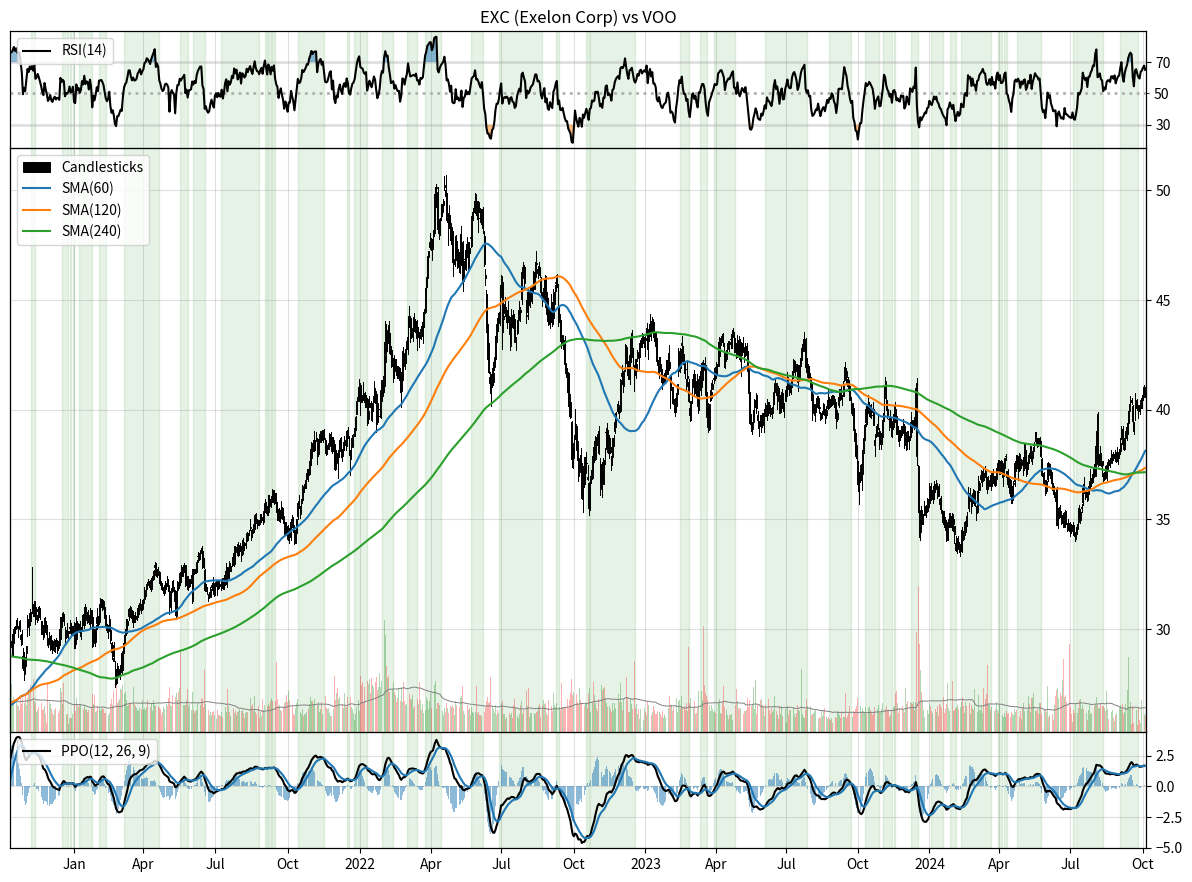 EXC (Exelon Corp) vs VOO
RSI(14)
70
50
30
Candlesticks
SMA(60)
SMA(120)
SMA(240)
50
45
40
35
30
PPO(12, 26, 9)
2.5
0.0
−2.5
−5.0
Jan Apr Jul Oct 2022 Apr Jul Oct 2023 Apr Jul Oct 2024 Apr Jul Oct